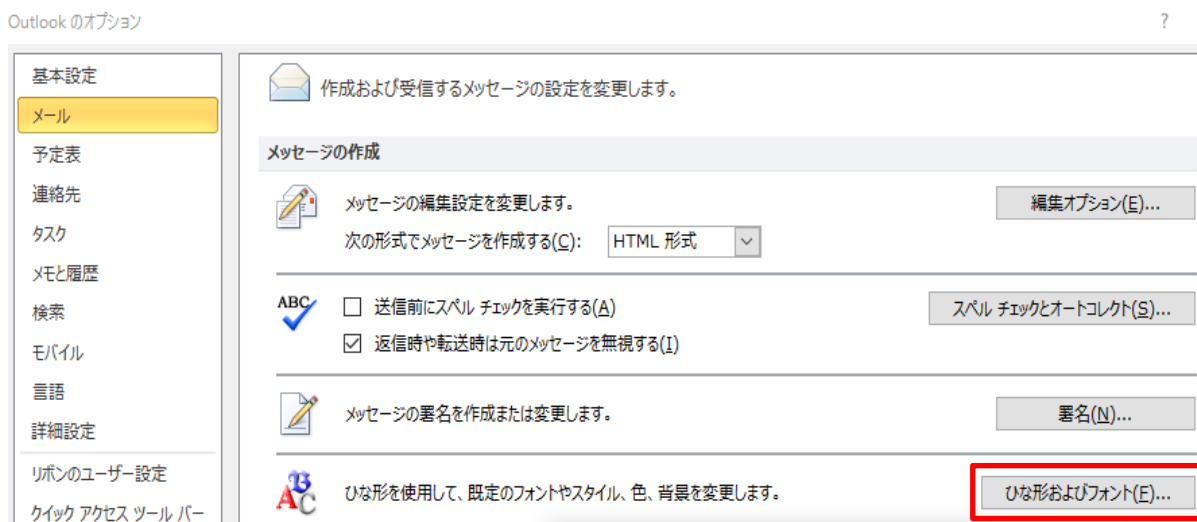 Outlook のオプション
?
基本設定
メール
予定表
連絡先
タスク
メモと履歴
検索
モバイル
言語
詳細設定
リボンのユーザー設定
クイック アクセス ツール バー
作成および受信するメッセージの設定を変更します。
メッセージの作成
メッセージの編集設定を変更します。
編集オプション(E)...
次の形式でメッセージを作成する(C):
HTML 形式
ABC
送信前にスペル チェックを実行する(A)
スペル チェックとオートコレクト(S)...
返信時や転送時は元のメッセージを無視する(I)
メッセージの署名を作成または変更します。
署名(N)...
ABC
ひな形を使用して、既定のフォントやスタイル、色、背景を変更します。
ひな形およびフォント(F)...